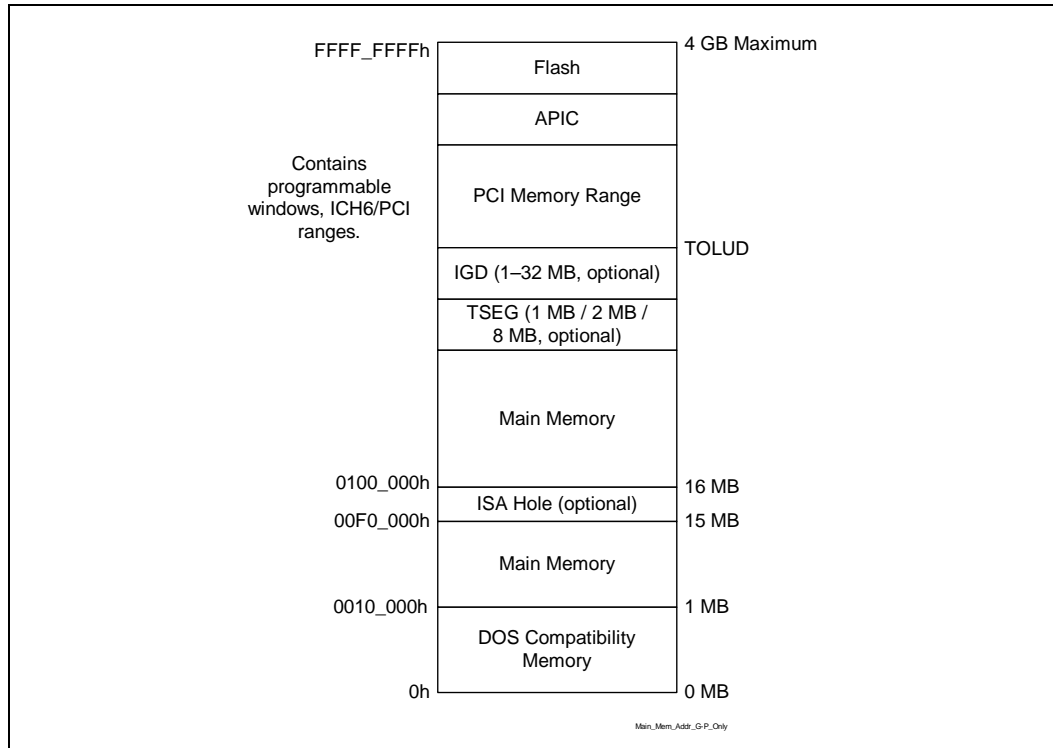 FFFF_FFFFh
4 GB Maximum
Flash
APIC
Contains
programmable
windows, ICH6/PCI
ranges.
PCI Memory Range
TOLUD
IGD (1–32 MB, optional)
TSEG (1 MB / 2 MB /
8 MB, optional)
Main Memory
0100_000h
16 MB
ISA Hole (optional)
00F0_000h
15 MB
Main Memory
0010_000h
1 MB
DOS Compatibility
Memory
0h
0 MB
Main_Mem_Addr_G-P_Only